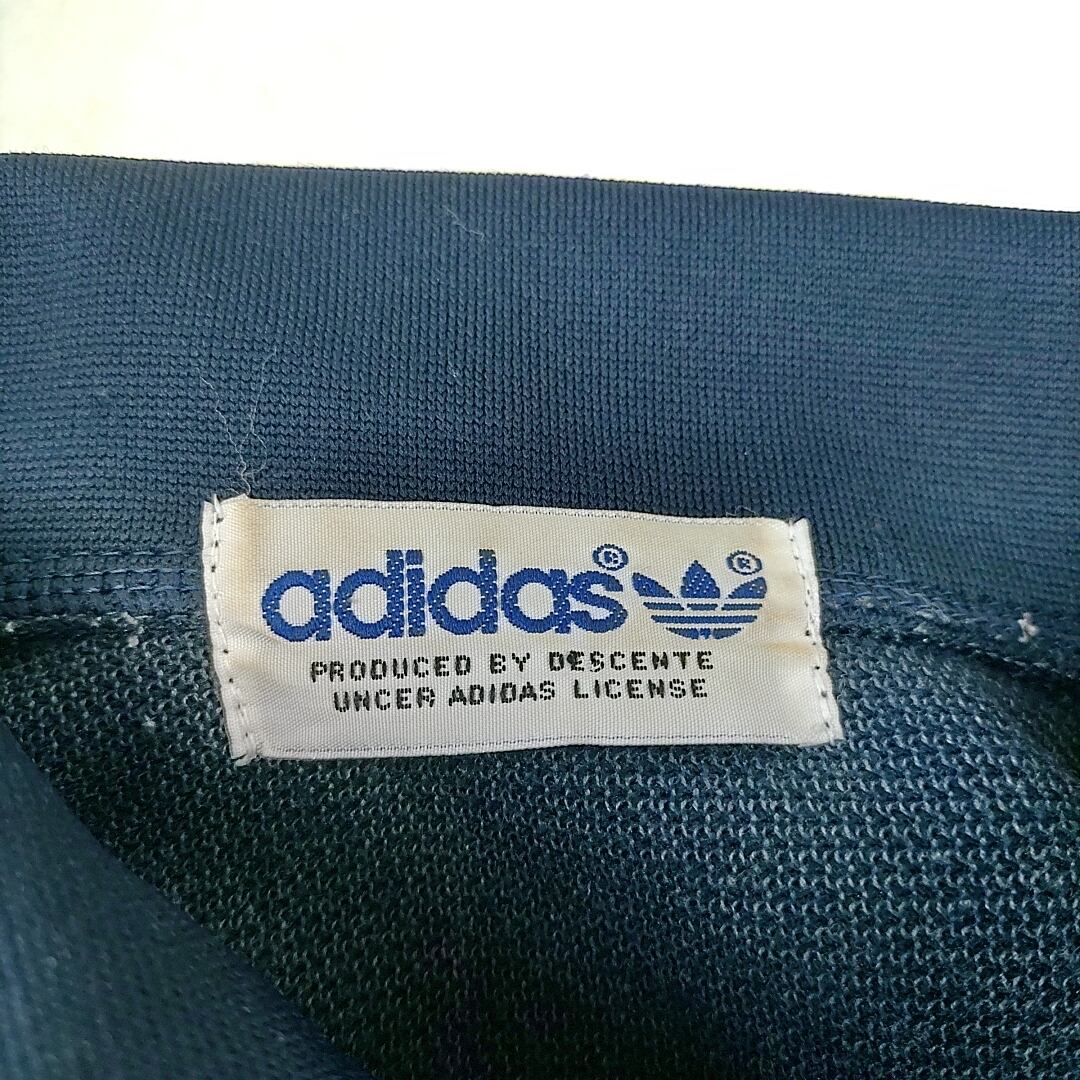 adidas® ®
PRODUCED BY DESCENTE
UNCER ADIDAS LICENSE